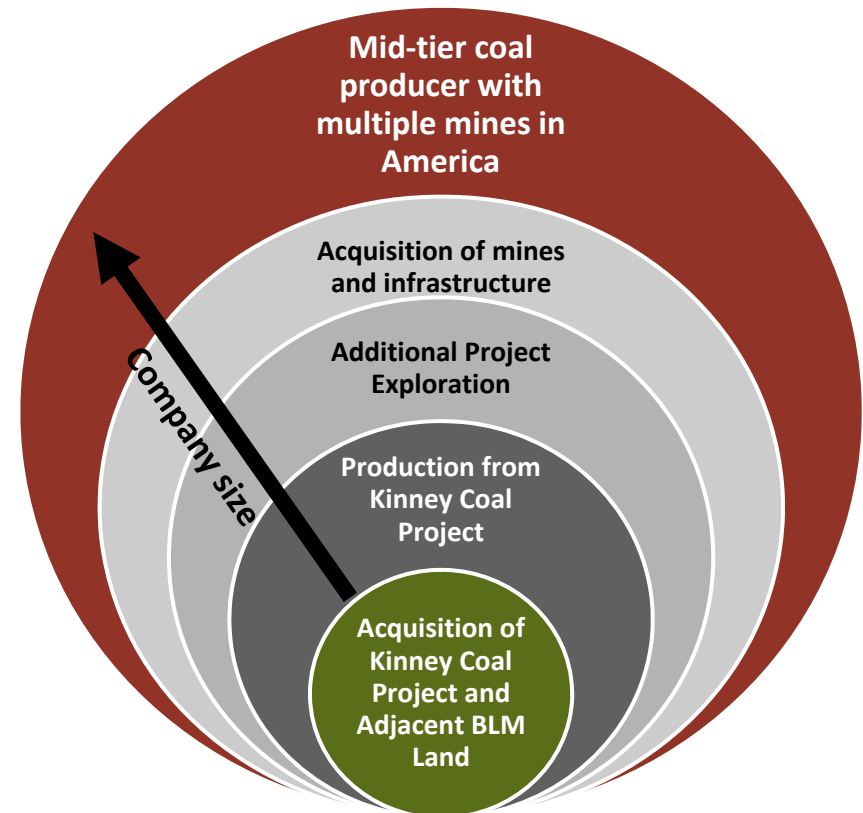 Mid-tier coal
producer with
multiple mines in
America
Acquisition of mines
and infrastructure
Additional Project
Exploration
Company size
Production from
Kinney Coal
Project
Acquisition of
Kinney Coal
Project and
Adjacent BLM
Land